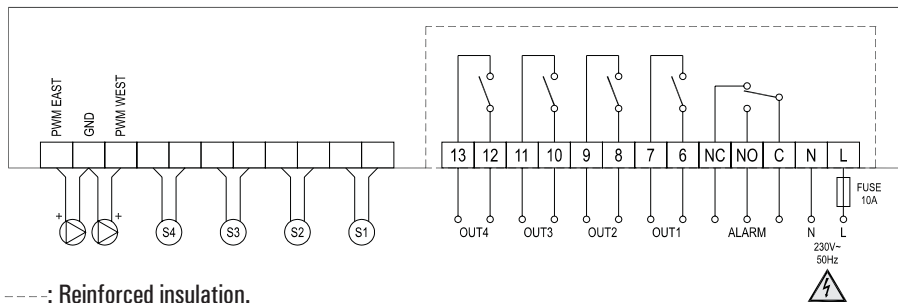 PWM EAST
GND
PWM WEST
13 12 11 10 9 8 7 6 NC NO C N L
FUSE
10A
+ + S4 S3 S2 S1
OUT4 OUT3 OUT2 OUT1 ALARM N L
230V~
50Hz
----: Reinforced insulation.